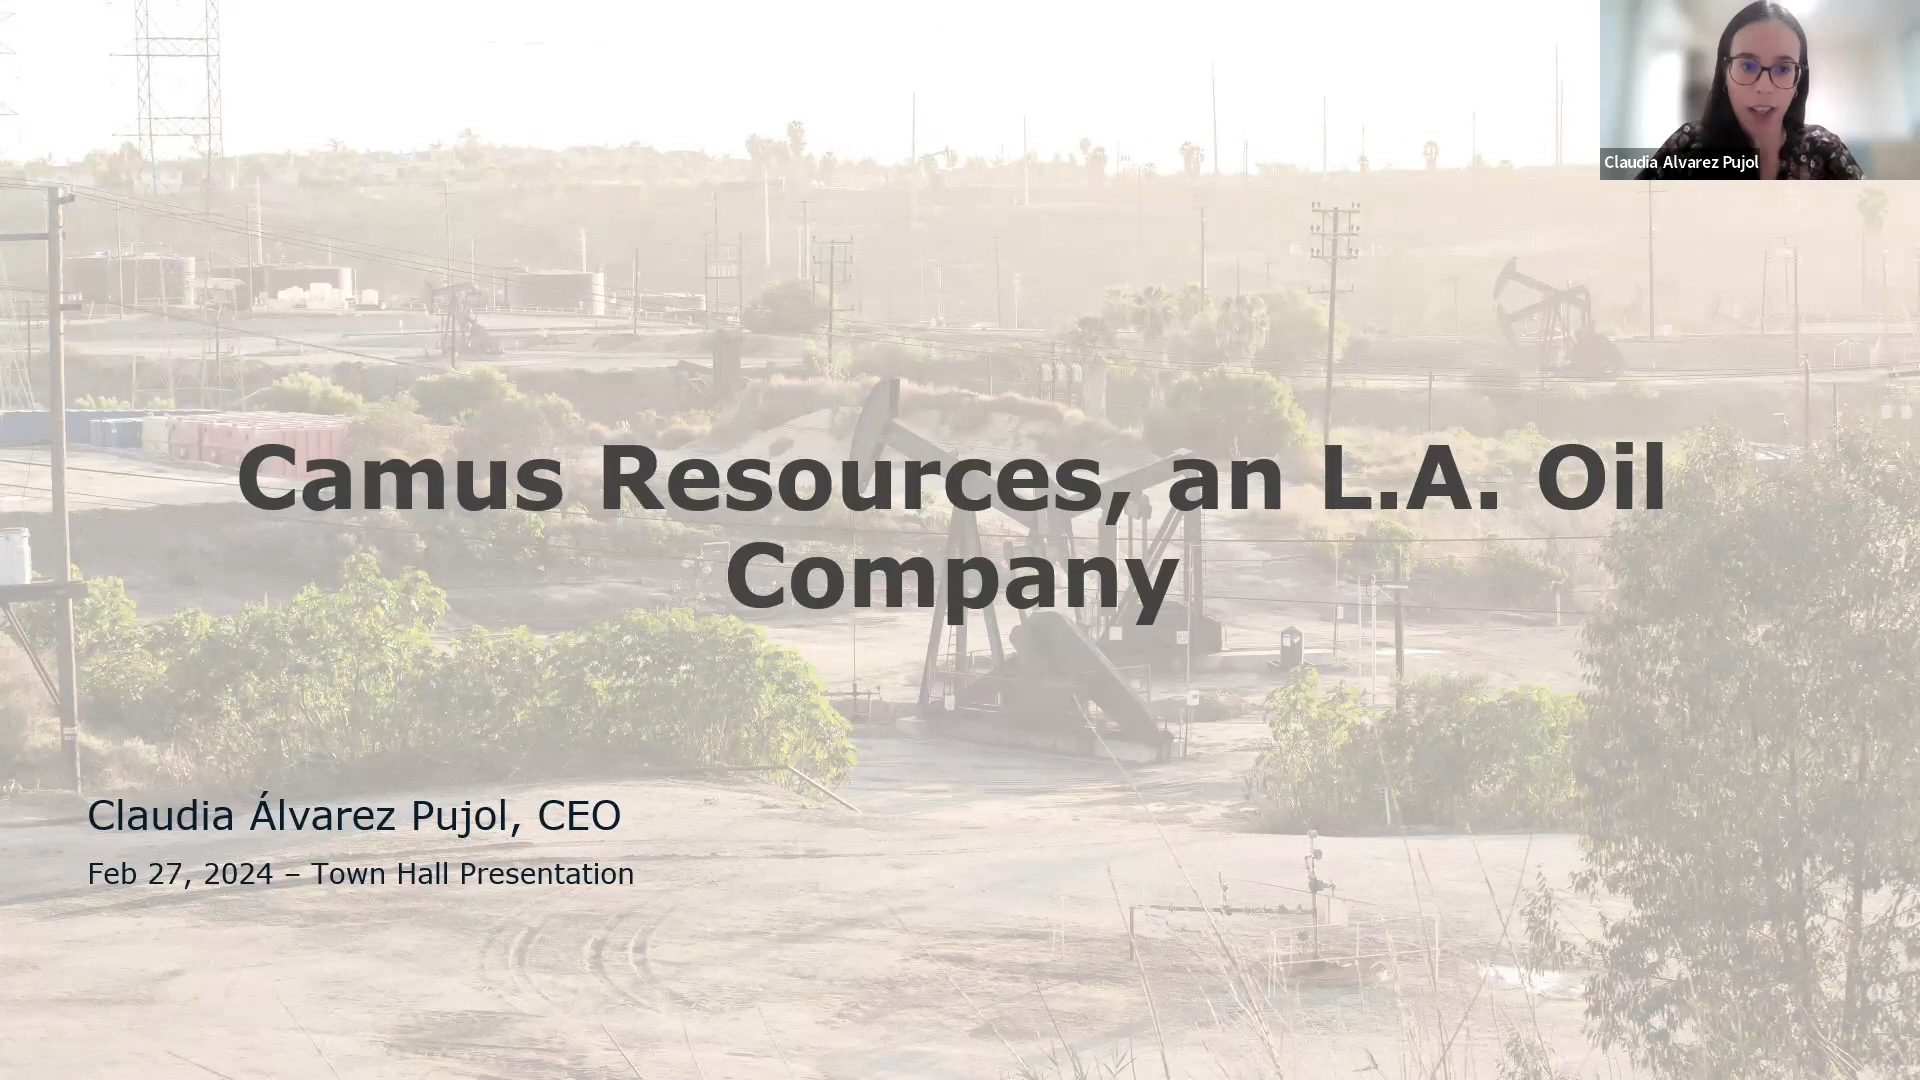 Claudia Alvarez Pujol
Camus Resources, an L.A. Oil
Company
Claudia Álvarez Pujol, CEO
Feb 27, 2024 – Town Hall Presentation